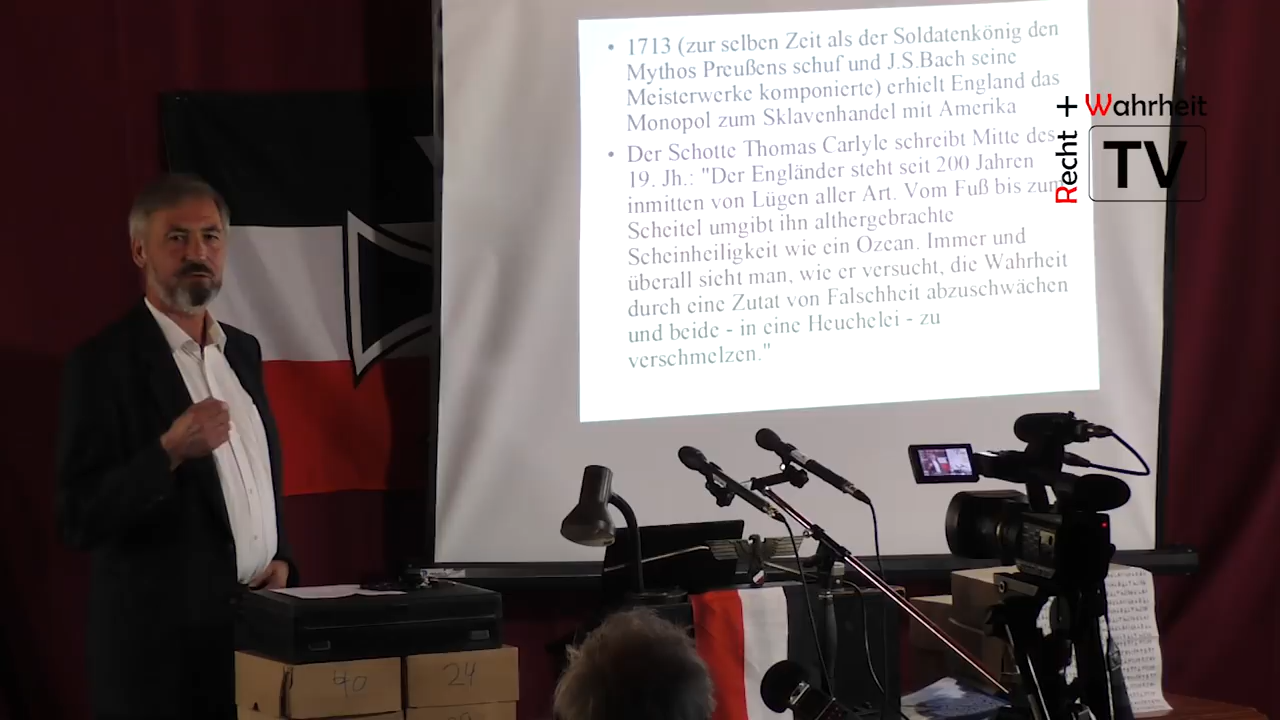 • 1713 (zur selben Zeit als der Soldatenkönig den
Mythos Preußens schuf und J.S.Bach seine
Meisterwerke komponierte) erhielt England das
Monopol zum Sklavenhandel mit Amerika
• Der Schotte Thomas Carlyle schreibt Mitte des
19. Jh.: "Der Engländer steht seit 200 Jahren
inmitten von Lügen aller Art. Vom Fuß bis zum
Scheitel umgibt ihn althergebrachte
Scheinheiligkeit wie ein Ozean. Immer und
überall sieht man, wie er versucht, die Wahrheit
durch eine Zutat von Falschheit abzuschwächen
und beide - in eine Heuchelei - zu
verschmelzen."
Recht + Wahrheit
TV
40
24